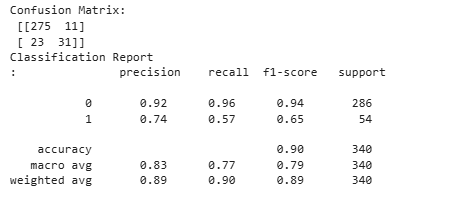 Confusion Matrix:
[[275  11]
[ 23  31]]
Classification Report
:               precision    recall  f1-score   support

           0       0.92      0.96      0.94       286
           1       0.74      0.57      0.65        54

    accuracy                           0.90       340
   macro avg       0.83      0.77      0.79       340
weighted avg       0.89      0.90      0.89       340